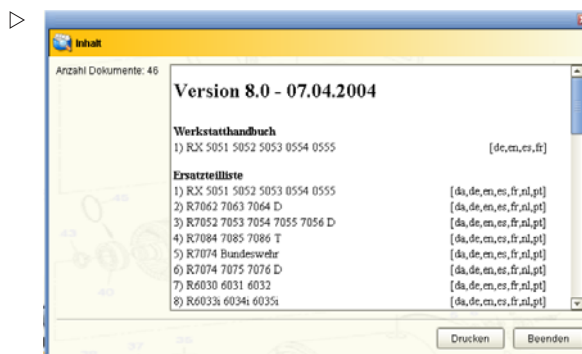 Inhalt
Anzahl Dokumente: 46
Version 8.0 - 07.04.2004
Werkstatthandbuch
1) RX 5051 5052 5053 0554 0555 [de,en,es,fr]
Ersatzteilliste
1) RX 5051 5052 5053 0554 0555 [da,de,en,es,fr,nl,pt]
2) R7062 7063 7064 D [da,de,en,es,fr,nl,pt]
3) R7052 7053 7054 7055 7056 D [da,de,en,es,fr,nl,pt]
4) R7084 7085 7086 T [da,de,en,es,fr,nl,pt]
5) R7074 Bundeswehr [da,de,en,es,fr,nl,pt]
6) R7074 7075 7076 D [da,de,en,es,fr,nl,pt]
7) R6030 6031 6032 [da,de,en,es,fr,nl,pt]
8) R6033i 6034i 6035i [da,de,en,es,fr,nl,pt]
Drucken Beenden